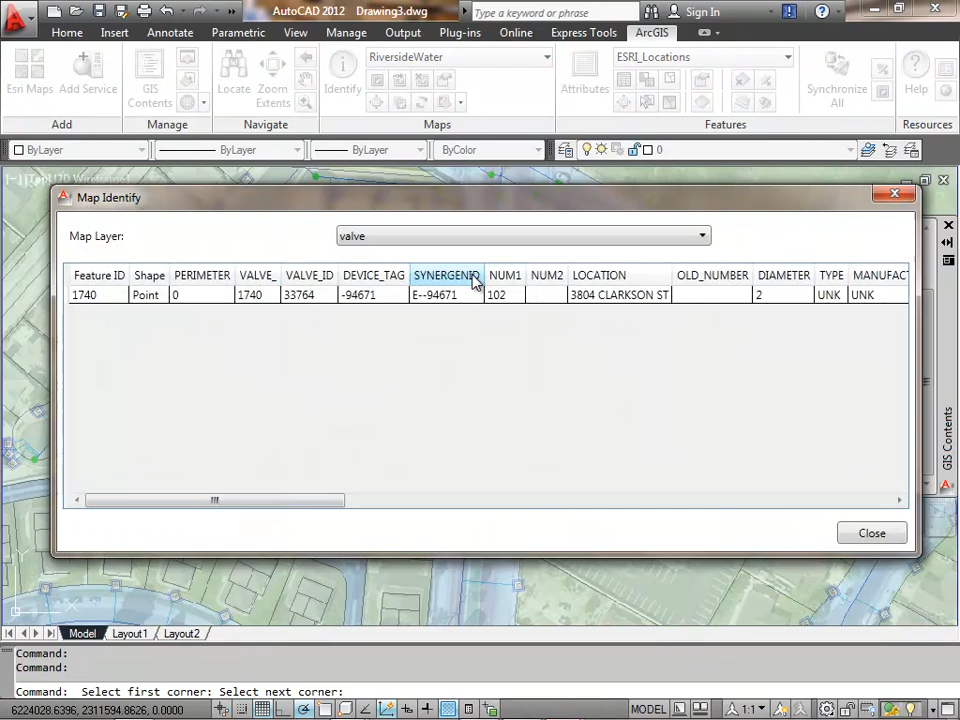 AutoCAD 2012 Drawing3.dwg Type a keyword or phrase Sign In
Home Insert Annotate Parametric View Manage Output Plug-ins Online Express Tools ArcGIS
RiversideWater ESRI_Locations
Esri Maps Add Service GIS Contents Locate Zoom Extents Identify Attributes Synchronize All Help
Add Manage Navigate Maps Features Resources
ByLayer ByLayer ByLayer ByColor 0
Map Identify
Map Layer: valve
Feature ID Shape PERIMETER VALVE_ VALVE_ID DEVICE_TAG SYNERGENID NUM1 NUM2 LOCATION OLD_NUMBER DIAMETER TYPE MANUFACT
1740 Point 0 1740 33764 -94671 E--94671 102 3804 CLARKSON ST 2 UNK UNK
Close
GIS Contents
X
Model Layout1 Layout2
Command:
Command:
Command: Select first corner: Select next corner:
6224028.6396, 2311594.8626, 0.0000 MODEL 1:1